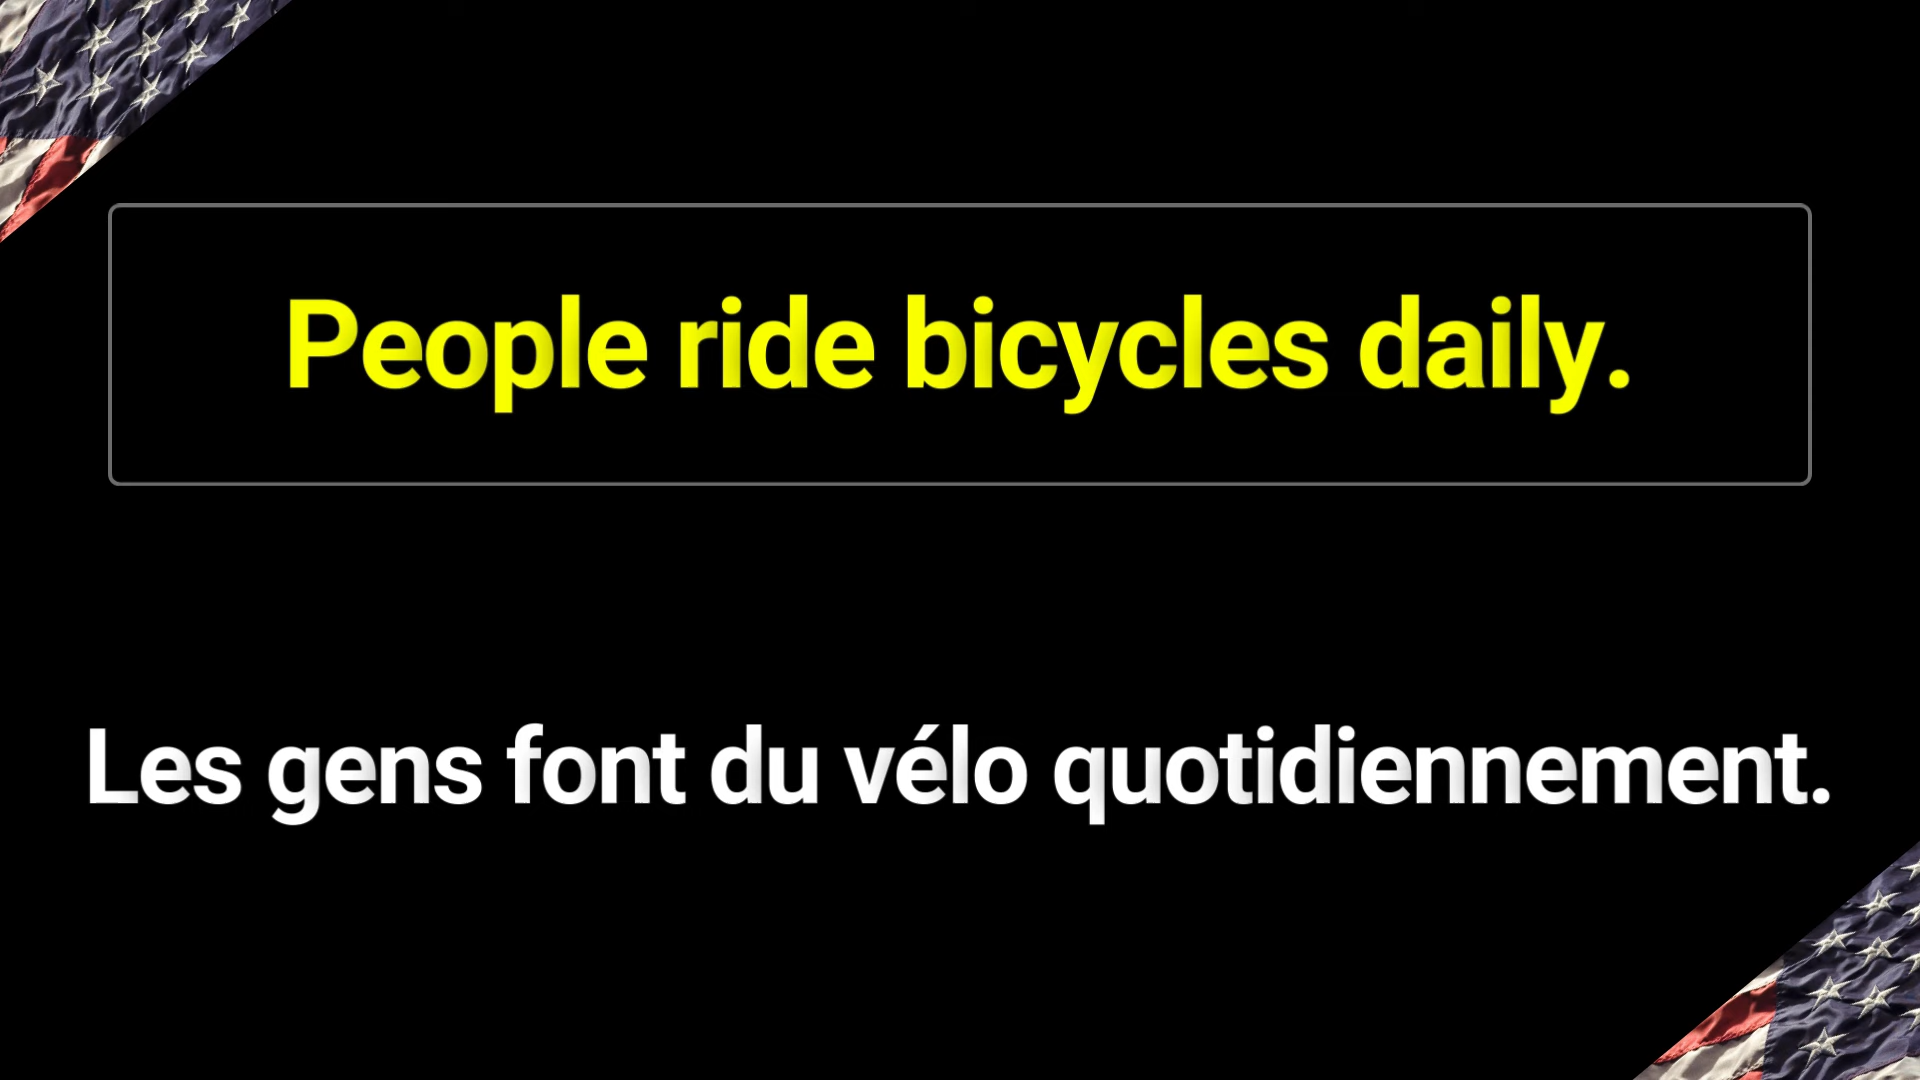 People ride bicycles daily.
Les gens font du vélo quotidiennement.